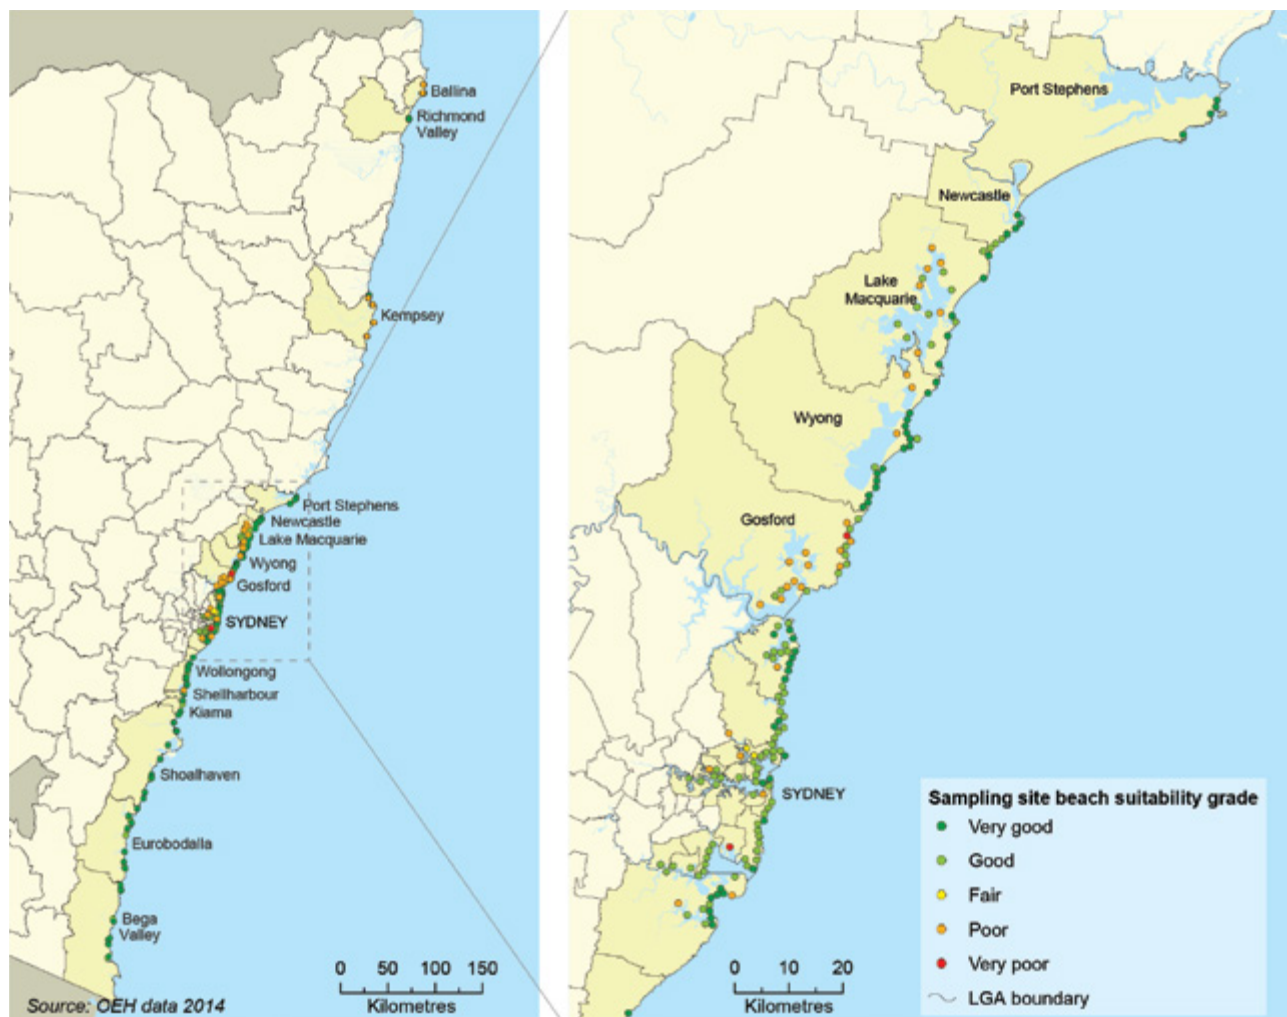 Ballina
Richmond
Valley
Kempsey
Port Stephens
Newcastle
Lake Macquarie
Wyong
Gosford
SYDNEY
Wollongong
Shellharbour
Kiama
Shoalhaven
Eurobodalla
Bega
Valley
0 50 100 150
Kilometres
Source: OEH data 2014
Port Stephens
Newcastle
Lake
Macquarie
Wyong
Gosford
SYDNEY
0 10 20
Kilometres
Sampling site beach suitability grade
Very good
Good
Fair
Poor
Very poor
LGA boundary